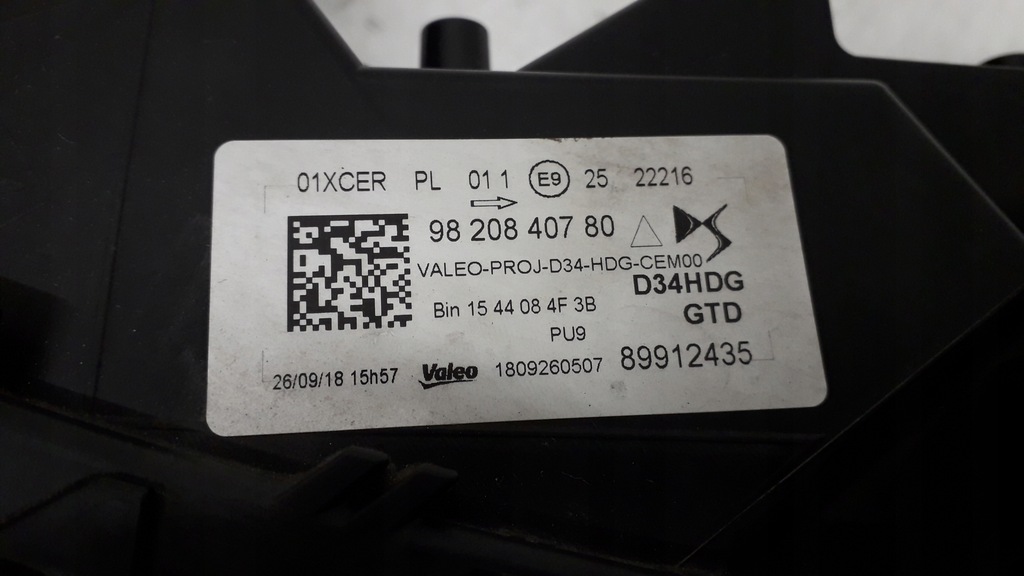 01XCER PL 01 1 E9 25 22216
98 208 407 80 DS
VALEO-PROJ-D34-HDG-CEM00
D34HDG
Bin 15 44 08 4F 3B
GTD
PU9
26/09/18 15h57 Valeo 1809260507 89912435